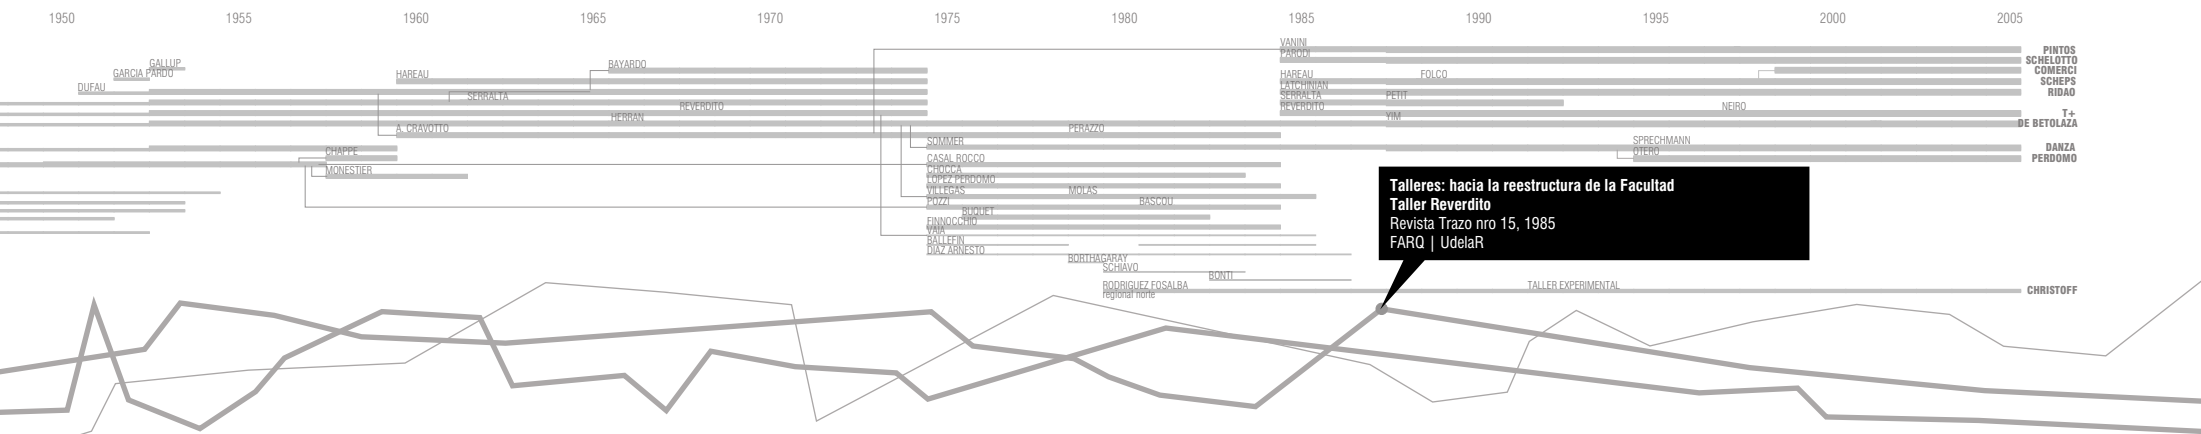 1950 1955 1960 1965 1970 1975 1980 1985 1990 1995 2000 2005
VANINI
PARODI
PINTOS
SCHELOTTO
GALLUP
GARCIA PARDO
BAYARDO
HAREAU
HAREAU
FOLCO
COMERCI
SCHEPS
DUFAU
LATCHINIAN
RIDAO
SERRALTA
SERRALTA
PETIT
REVERDITO
REVERDITO
NEIRO
T+
HERRAN
YIM
DE BETOLAZA
A. CRAVOTTO
PERAZZO
SOMMER
SPRECHMANN
DANZA
CHAPPE
OTERO
PERDOMO
CASAL ROCCO
MONESTIER
CHOCCA
LOPEZ PERDOMO
VILLEGAS
MOLAS
POZZI
BASCOU
BUQUET
FINNOCCHIO
VAIA
BALLEFIN
DIAZ ARNESTO
BORTHAGARAY
SCHIAVO
BONTI
RODRIGUEZ FOSALBA
regional norte
TALLER EXPERIMENTAL
CHRISTOFF
Talleres: hacia la reestructura de la Facultad
Taller Reverdito
Revista Trazo nro 15, 1985
FARQ | UdelaR